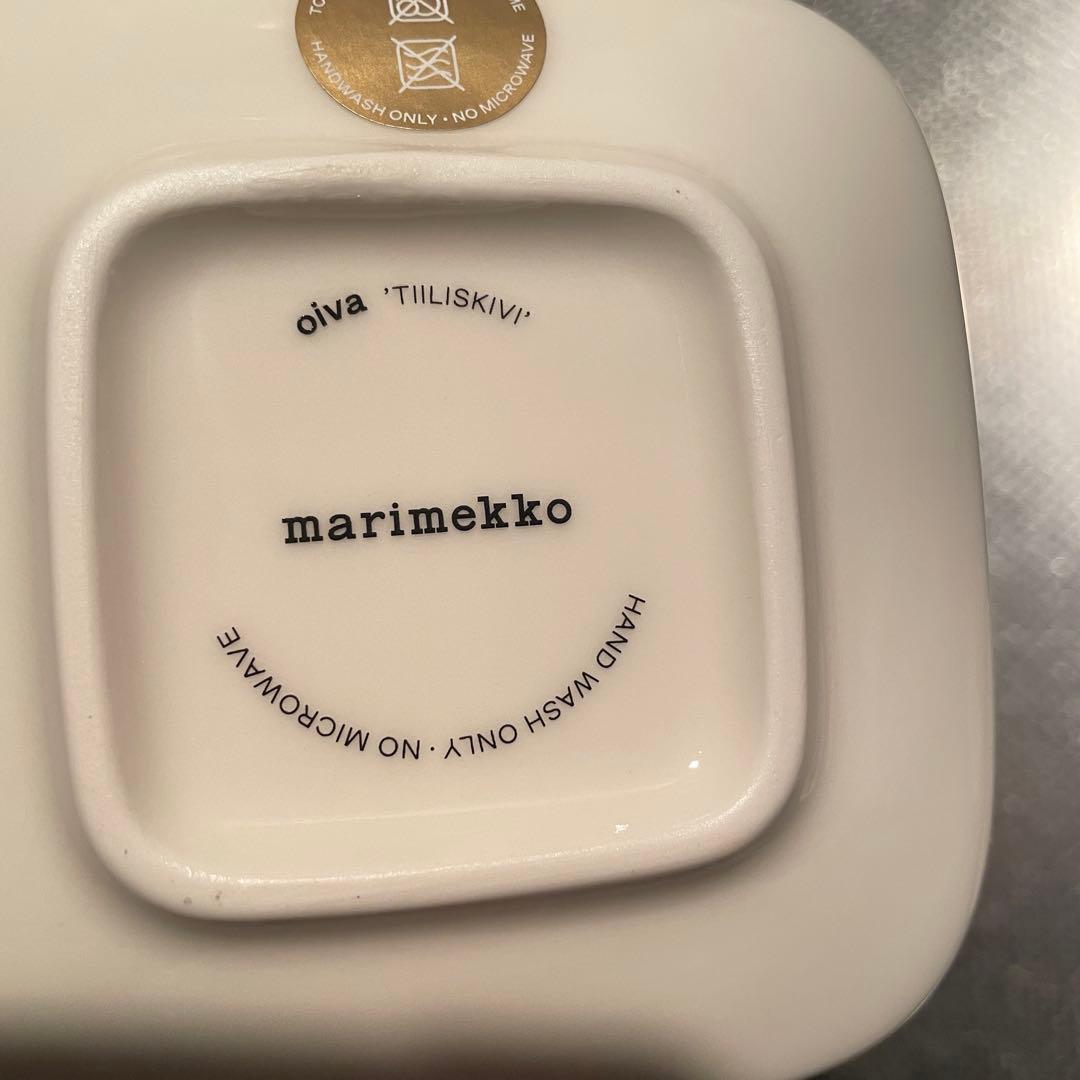 HANDWASH ONLY · NO MICROWAVE
oiva ’TIILISKIVI’
marimekko
HAND WASH ONLY · NO MICROWAVE